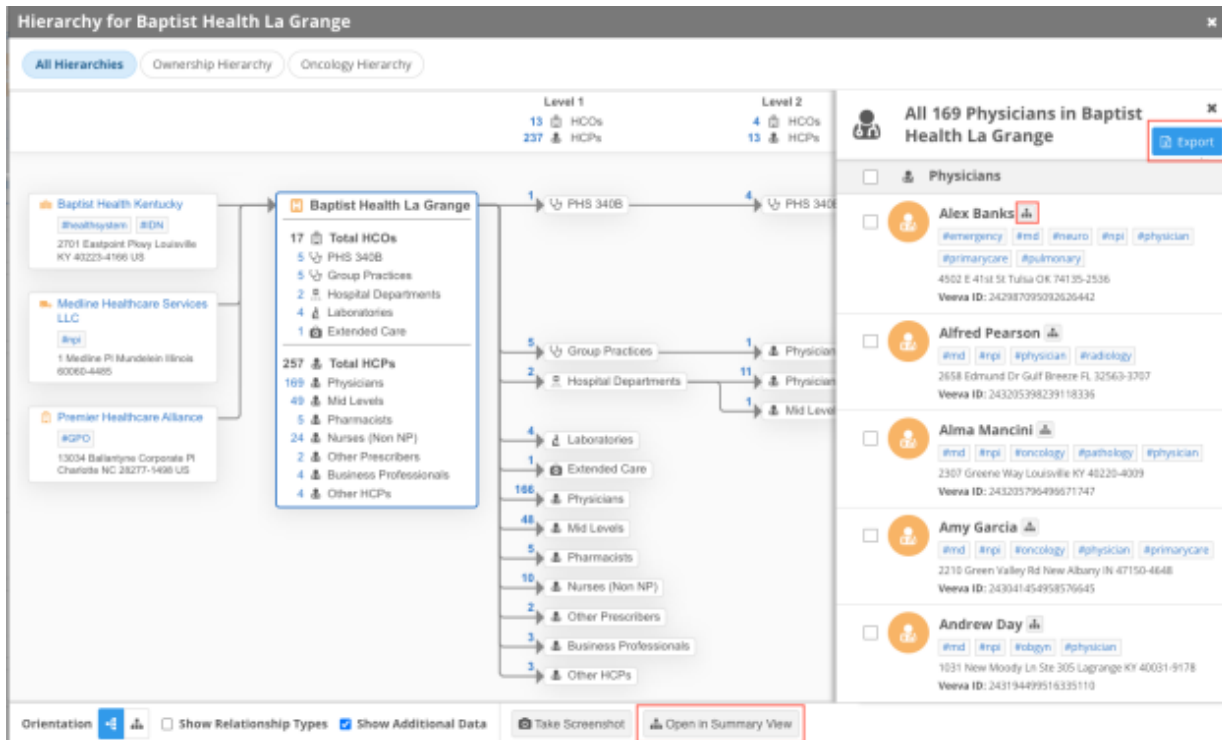 Hierarchy for Baptist Health La Grange
All Hierarchies
Ownership Hierarchy
Oncology Hierarchy
Level 1
13 HCOs
237 HCPs
Level 2
4 HCOs
13 HCPs
Baptist Health Kentucky
#healthsystem #IDN
2701 Eastpoint Pkwy Louisville
KY 40223-4166 US
Medline Healthcare Services
LLC
#npi
1 Medline Pl Mundelein Illinois
60060-4485
Premier Healthcare Alliance
#GPO
13034 Ballantyne Corporate Pl
Charlotte NC 28277-1498 US
Baptist Health La Grange
17 Total HCOs
5 PHS 340B
5 Group Practices
2 Hospital Departments
4 Laboratories
1 Extended Care
257 Total HCPs
169 Physicians
49 Mid Levels
5 Pharmacists
24 Nurses (Non NP)
2 Other Prescribers
4 Business Professionals
4 Other HCPs
1 PHS 340B
4 PHS 340B
5 Group Practices
1 Physician
2 Hospital Departments
11 Physician
1 Mid Level
4 Laboratories
1 Extended Care
166 Physicians
48 Mid Levels
5 Pharmacists
10 Nurses (Non NP)
2 Other Prescribers
3 Business Professionals
3 Other HCPs
All 169 Physicians in Baptist
Health La Grange
Export
Physicians
Alex Banks
#emergency #md #neuro #npi #physician
#primarycare #pulmonary
4502 E 41st St Tulsa OK 74135-2536
Veeva ID: 242987095092626442
Alfred Pearson
#md #npi #physician #radiology
2658 Edmund Dr Gulf Breeze FL 32563-3707
Veeva ID: 243205398239118336
Alma Mancini
#md #npi #oncology #pathology #physician
2307 Greene Way Louisville KY 40220-4009
Veeva ID: 243205796496671747
Amy Garcia
#md #npi #oncology #physician #primarycare
2210 Green Valley Rd New Albany IN 47150-4648
Veeva ID: 243041454958576645
Andrew Day
#md #npi #obgyn #physician
1031 New Moody Ln Ste 305 Lagrange KY 40031-9178
Veeva ID: 243194499516335110
Orientation
Show Relationship Types
Show Additional Data
Take Screenshot
Open in Summary View